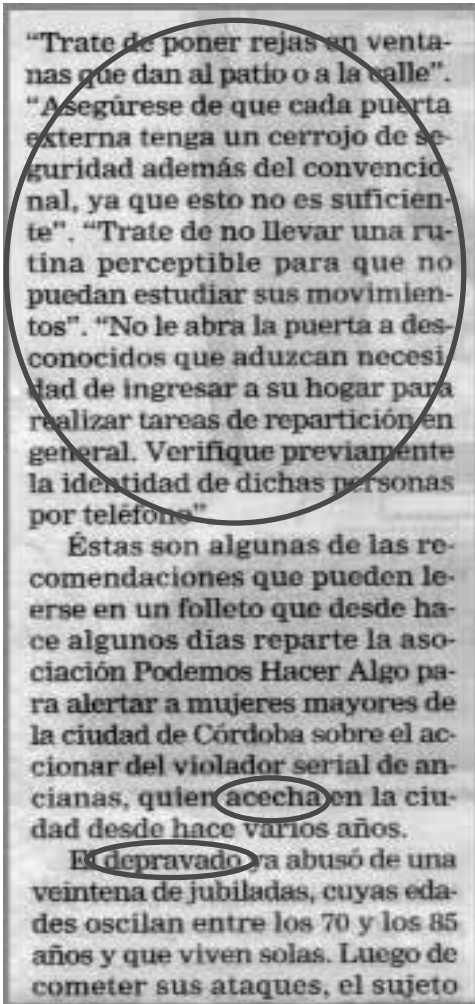 “Trate de poner rejas en venta-
nas que dan al patio o a la calle”.
“Asegúrese de que cada puerta
externa tenga un cerrojo de se-
guridad además del convencio-
nal, ya que esto no es suficien-
te”. “Trate de no llevar una ru-
tina perceptible para que no
puedan estudiar sus movimien-
tos”. “No le abra la puerta a des-
conocidos que aduzcan necesi-
dad de ingresar a su hogar para
realizar tareas de repartición en
general. Verifique previamente
la identidad de dichas personas
por teléfono”
Éstas son algunas de las re-
comendaciones que pueden le-
erse en un folleto que desde ha-
ce algunos días reparte la aso-
ciación Podemos Hacer Algo pa-
ra alertar a mujeres mayores de
la ciudad de Córdoba sobre el ac-
cionar del violador serial de an-
cianas, quien acecha en la ciu-
dad desde hace varios años.
El depravado ya abusó de una
veintena de jubiladas, cuyas eda-
des oscilan entre los 70 y los 85
años y que viven solas. Luego de
cometer sus ataques, el sujeto